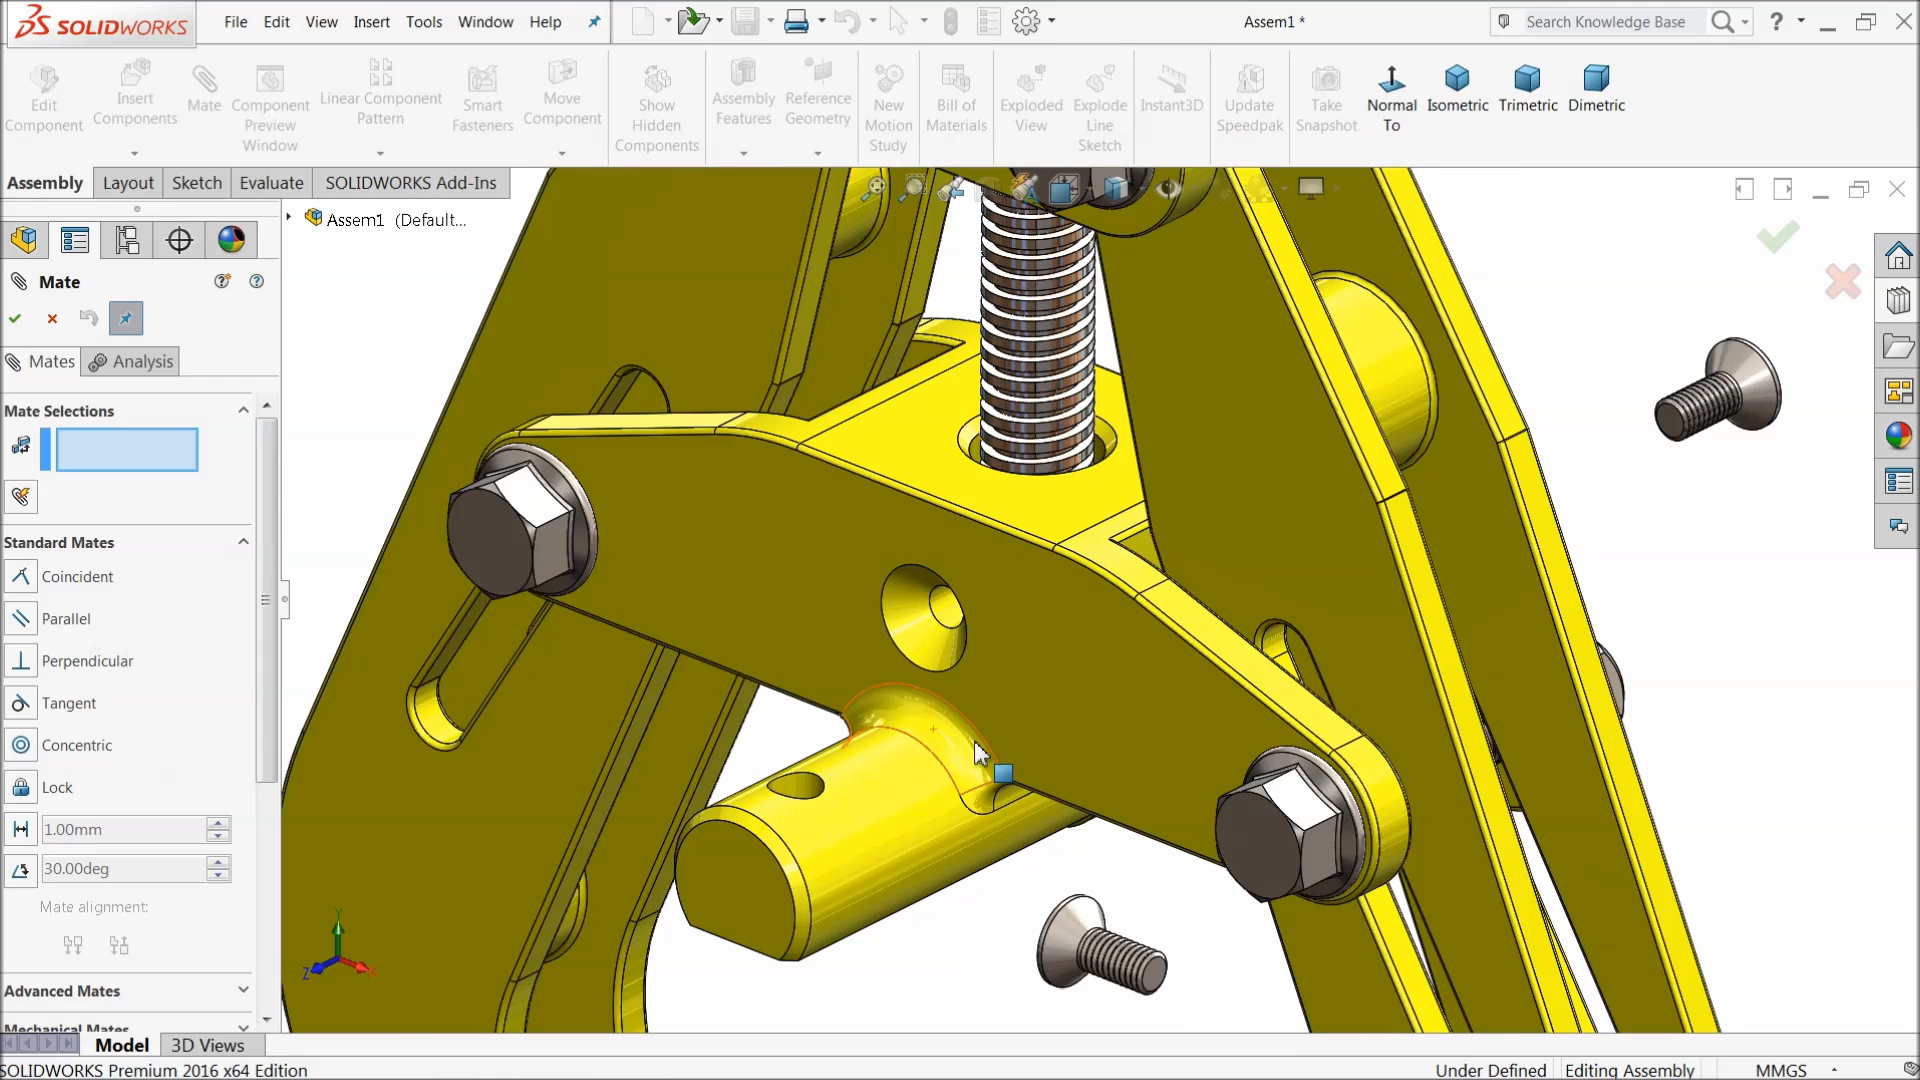 SOLIDWORKS
File Edit View Insert Tools Window Help
Assem1 *
Search Knowledge Base
?
Edit Component
Insert Components
Mate
Component Preview Window
Linear Component Pattern
Smart Fasteners
Move Component
Show Hidden Components
Assembly Features
Reference Geometry
New Motion Study
Bill of Materials
Exploded View
Explode Line Sketch
Instant3D
Update Speedpak
Take Snapshot
Normal To
Isometric
Trimetric
Dimetric
Assembly Layout Sketch Evaluate SOLIDWORKS Add-Ins
Assem1 (Default...
Mate
Mates Analysis
Mate Selections
Standard Mates
Coincident
Parallel
Perpendicular
Tangent
Concentric
Lock
1.00mm
30.00deg
Mate alignment:
Advanced Mates
Mechanical Mates
Y
Z
X
Model 3D Views
SOLIDWORKS Premium 2016 x64 Edition
Under Defined Editing Assembly MMGS